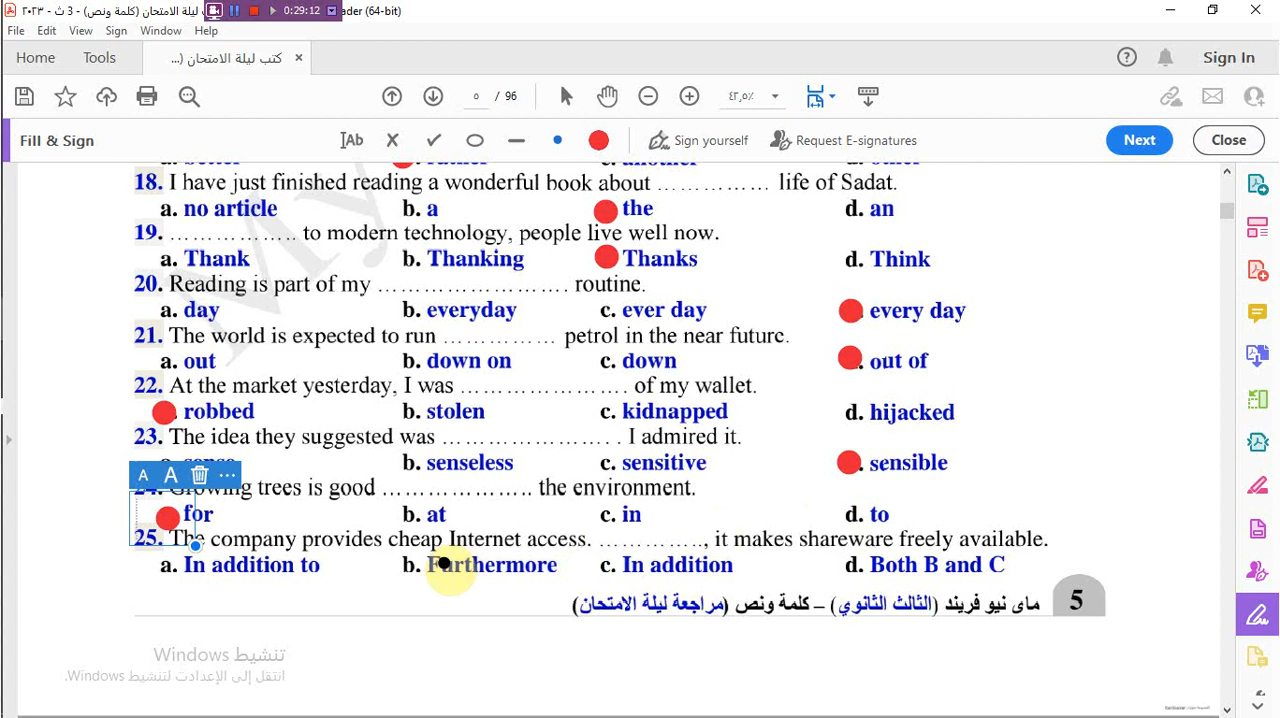 كتب ليلة الامتحان (كلمة ونص) - 3 ث - ٢٠٢٣
0:29:12
ader (64-bit)
File Edit View Sign Window Help
Home Tools كتب ليلة الامتحان (... × Sign In
٥ / 96 ٤٢,٥٪
Fill & Sign Ab Sign yourself Request E-signatures Next Close
18. I have just finished reading a wonderful book about …………… life of Sadat.
a. no article b. a the d. an
19. …………….. to modern technology, people live well now.
a. Thank b. Thanking Thanks d. Think
20. Reading is part of my ……………………. routine.
a. day b. everyday c. ever day every day
21. The world is expected to run …………… petrol in the near future.
a. out b. down on c. down out of
22. At the market yesterday, I was …………………. of my wallet.
robbed b. stolen c. kidnapped d. hijacked
23. The idea they suggested was …………………. . I admired it.
b. senseless c. sensitive sensible
Growing trees is good ……………….. the environment.
for b. at c. in d. to
25. The company provides cheap Internet access. …………., it makes shareware freely available.
a. In addition to b. Furthermore c. In addition d. Both B and C
ماى نيو فريند (الثالث الثانوي) – كلمة ونص (مراجعة ليلة الامتحان) 5
تنشيط Windows
انتقل إلى الإعدادات لتنشيط Windows.